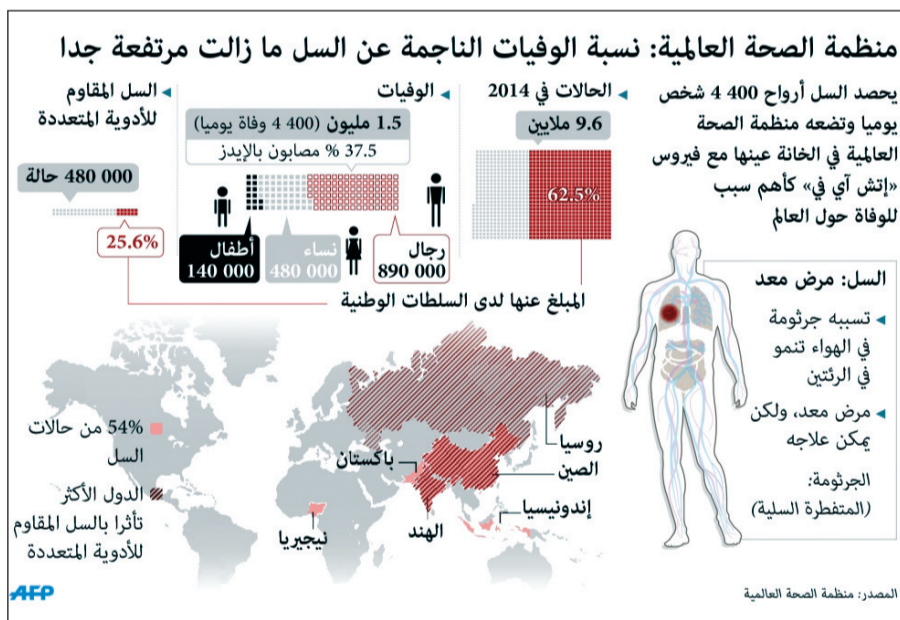 منظمة الصحة العالمية: نسبة الوفيات الناجمة عن السل ما زالت مرتفعة جدا
يحصد السل أرواح 400 4 شخص
يوميا وتضعه منظمة الصحة
العالمية في الخانة عينها مع فيروس
«إتش آي في» كأهم سبب
للوفاة حول العالم
الحالات في 2014
9.6 ملايين
62.5%
الوفيات
1.5 مليون (400 4 وفاة يوميا)
37.5 % مصابون بالإيدز
رجال
890 000
نساء
480 000
أطفال
140 000
السل المقاوم
للأدوية المتعددة
480 000 حالة
25.6%
المبلغ عنها لدى السلطات الوطنية
السل: مرض معد
تسببه جرثومة
في الهواء تنمو
في الرئتين
مرض معد، ولكن
يمكن علاجه
الجرثومة:
(المتفطرة السلية)
روسيا
الصين
باكستان
إندونيسيا
الهند
نيجيريا
54% من حالات
السل
الدول الأكثر
تأثرا بالسل المقاوم
للأدوية المتعددة
المصدر: منظمة الصحة العالمية
AFP